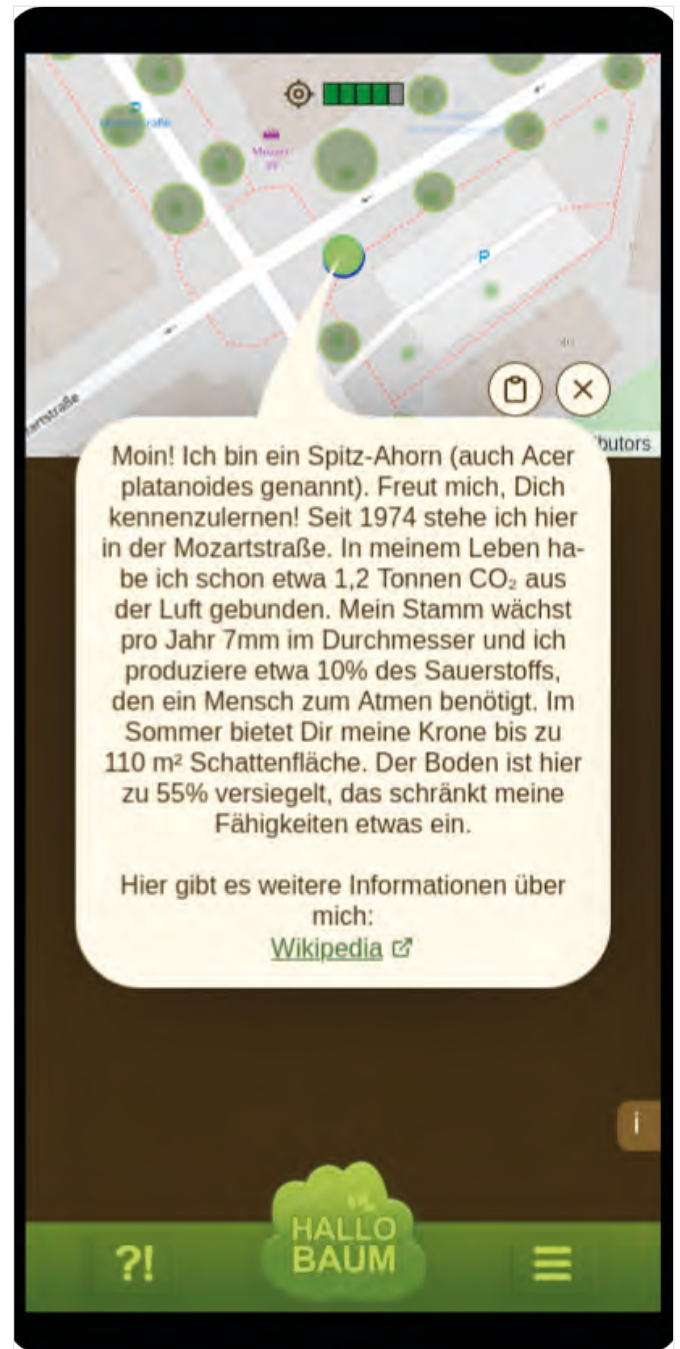 P
Mozart
P
artstraße
ibutors
Moin! Ich bin ein Spitz-Ahorn (auch Acer
platanoides genannt). Freut mich, Dich
kennenzulernen! Seit 1974 stehe ich hier
in der Mozartstraße. In meinem Leben ha-
be ich schon etwa 1,2 Tonnen CO₂ aus
der Luft gebunden. Mein Stamm wächst
pro Jahr 7mm im Durchmesser und ich
produziere etwa 10% des Sauerstoffs,
den ein Mensch zum Atmen benötigt. Im
Sommer bietet Dir meine Krone bis zu
110 m² Schattenfläche. Der Boden ist hier
zu 55% versiegelt, das schränkt meine
Fähigkeiten etwas ein.
Hier gibt es weitere Informationen über
mich:
Wikipedia
i
HALLO
BAUM
?!